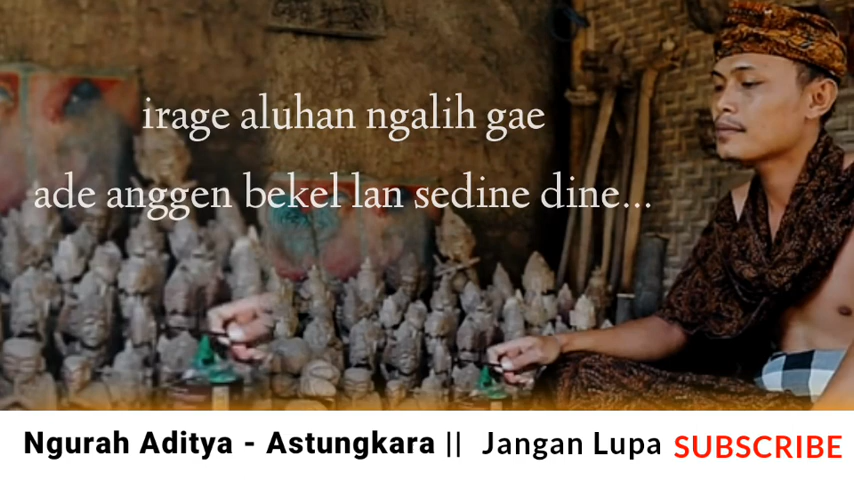 irage aluhan ngalih gae
ade anggen bekel lan sedine dine...
Ngurah Aditya - Astungkara || Jangan Lupa SUBSCRIBE